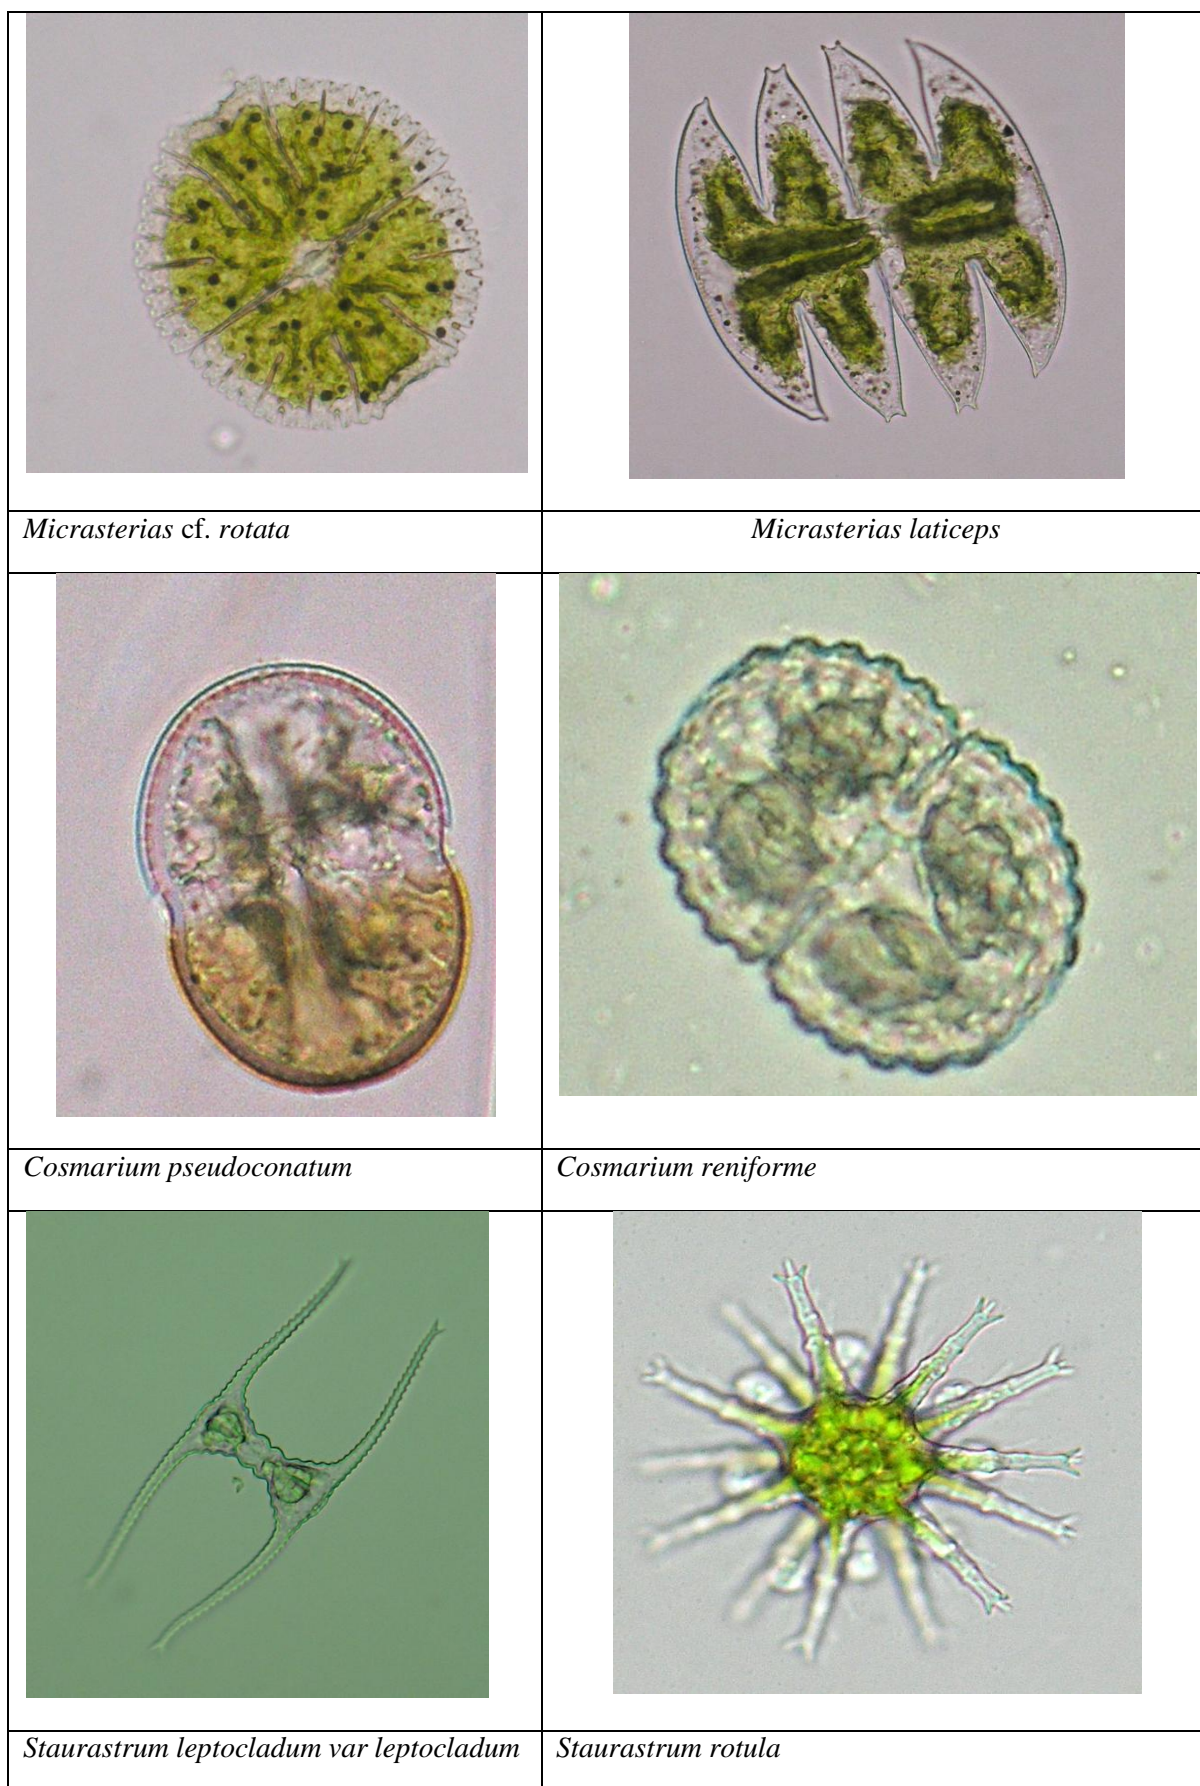 Micrasterias cf. rotata
Micrasterias laticeps
Cosmarium pseudoconatum
Cosmarium reniforme
Staurastrum leptocladum var leptocladum
Staurastrum rotula